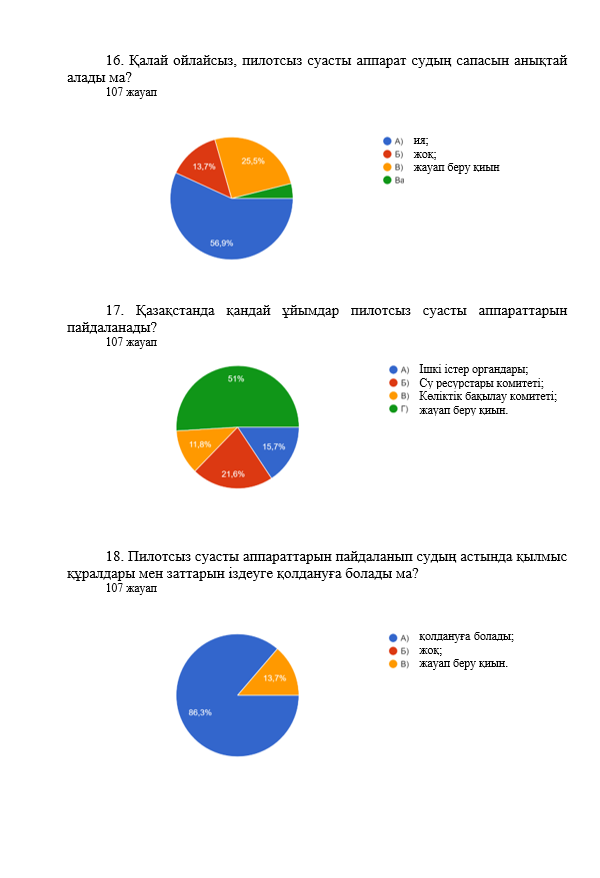 16. Қалай ойлайсыз, пилотсыз суасты аппарат судың сапасын анықтай
алады ма?
107 жауап
А) ия;
Б) жоқ;
В) жауап беру қиын
Ва
13,7%
25,5%
56,9%
17. Қазақстанда қандай ұйымдар пилотсыз суасты аппараттарын
пайдаланады?
107 жауап
А) Ішкі істер органдары;
Б) Су ресурстары комитеті;
В) Көліктік бақылау комитеті;
Г) жауап беру қиын.
51%
11,8%
15,7%
21,6%
18. Пилотсыз суасты аппараттарын пайдаланып судың астында қылмыс
құралдары мен заттарын іздеуге қолдануға болады ма?
107 жауап
А) қолдануға болады;
Б) жоқ;
В) жауап беру қиын.
13,7%
86,3%